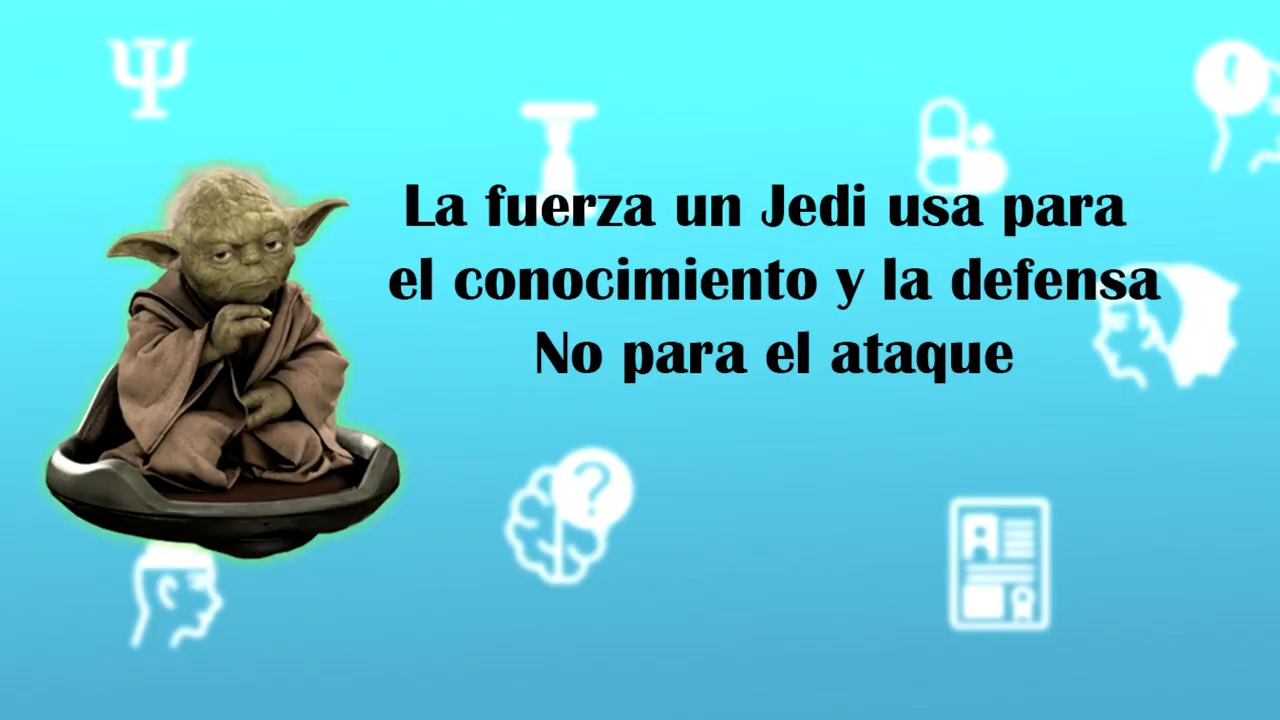 La fuerza un Jedi usa para
el conocimiento y la defensa
No para el ataque